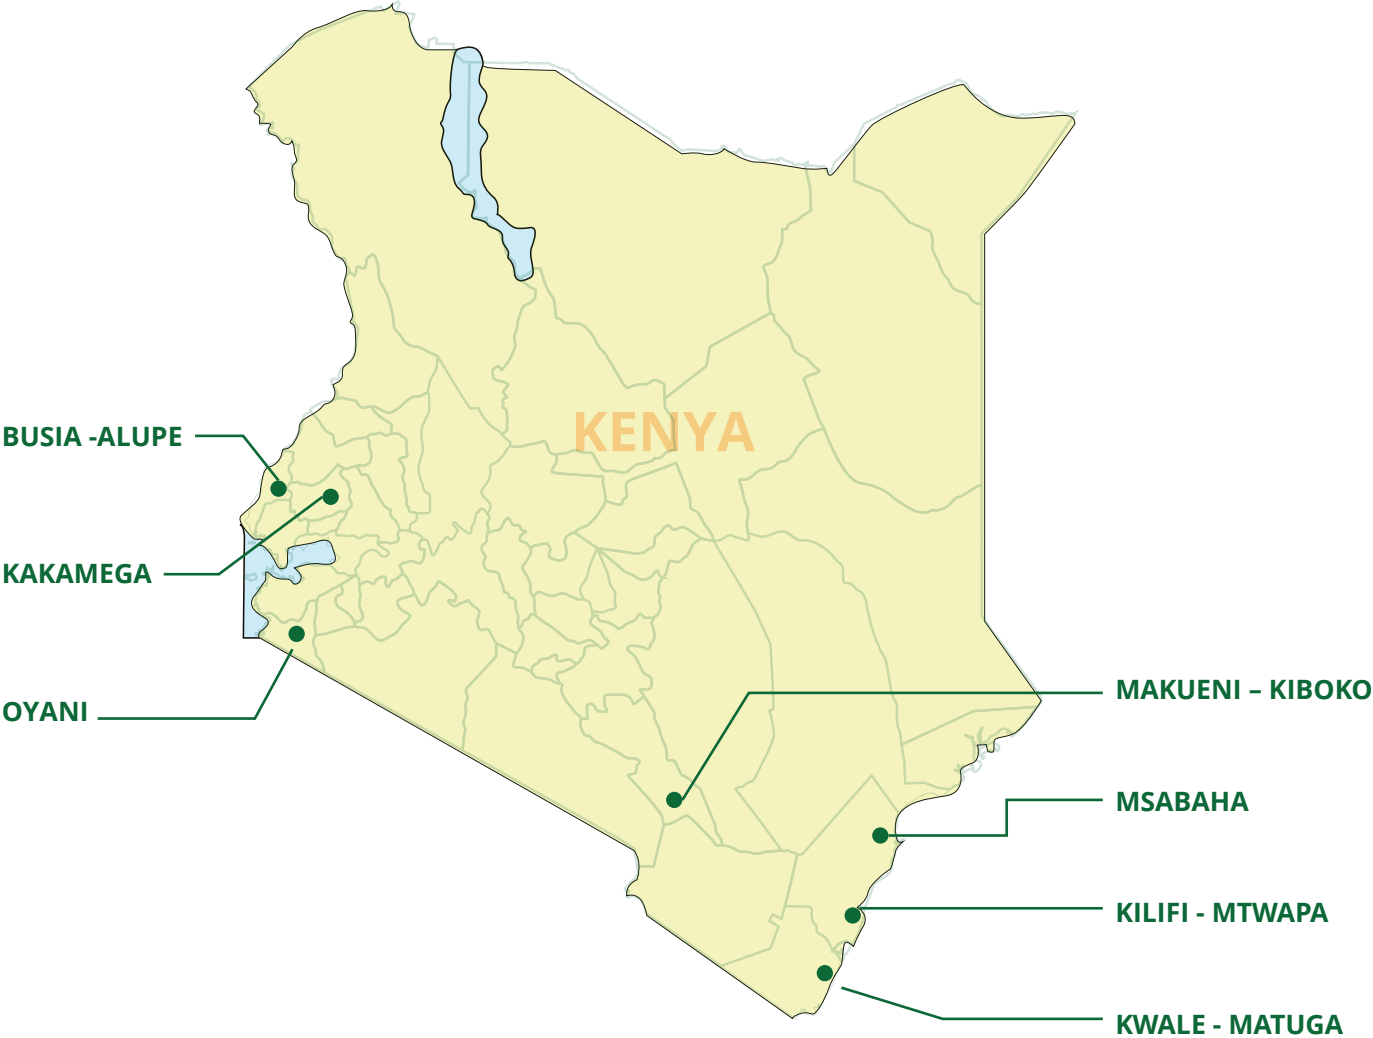 KENYA
BUSIA -ALUPE
KAKAMEGA
OYANI
MAKUENI – KIBOKO
MSABAHA
KILIFI - MTWAPA
KWALE - MATUGA